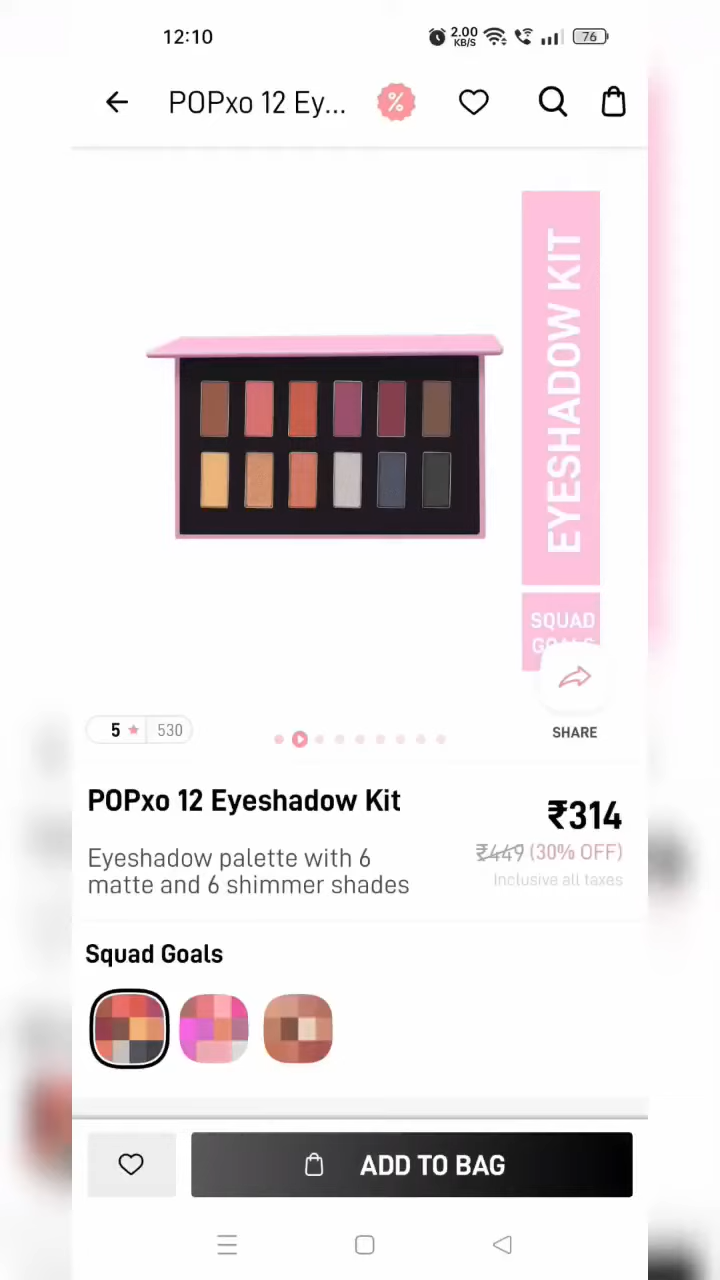 12:10
2.00
KB/S
76
POPxo 12 Ey...
%
EYESHADOW KIT
SQUAD
GOALS
SHARE
5 ★ 530
POPxo 12 Eyeshadow Kit
₹314
₹449 (30% OFF)
Inclusive all taxes
Eyeshadow palette with 6
matte and 6 shimmer shades
Squad Goals
ADD TO BAG